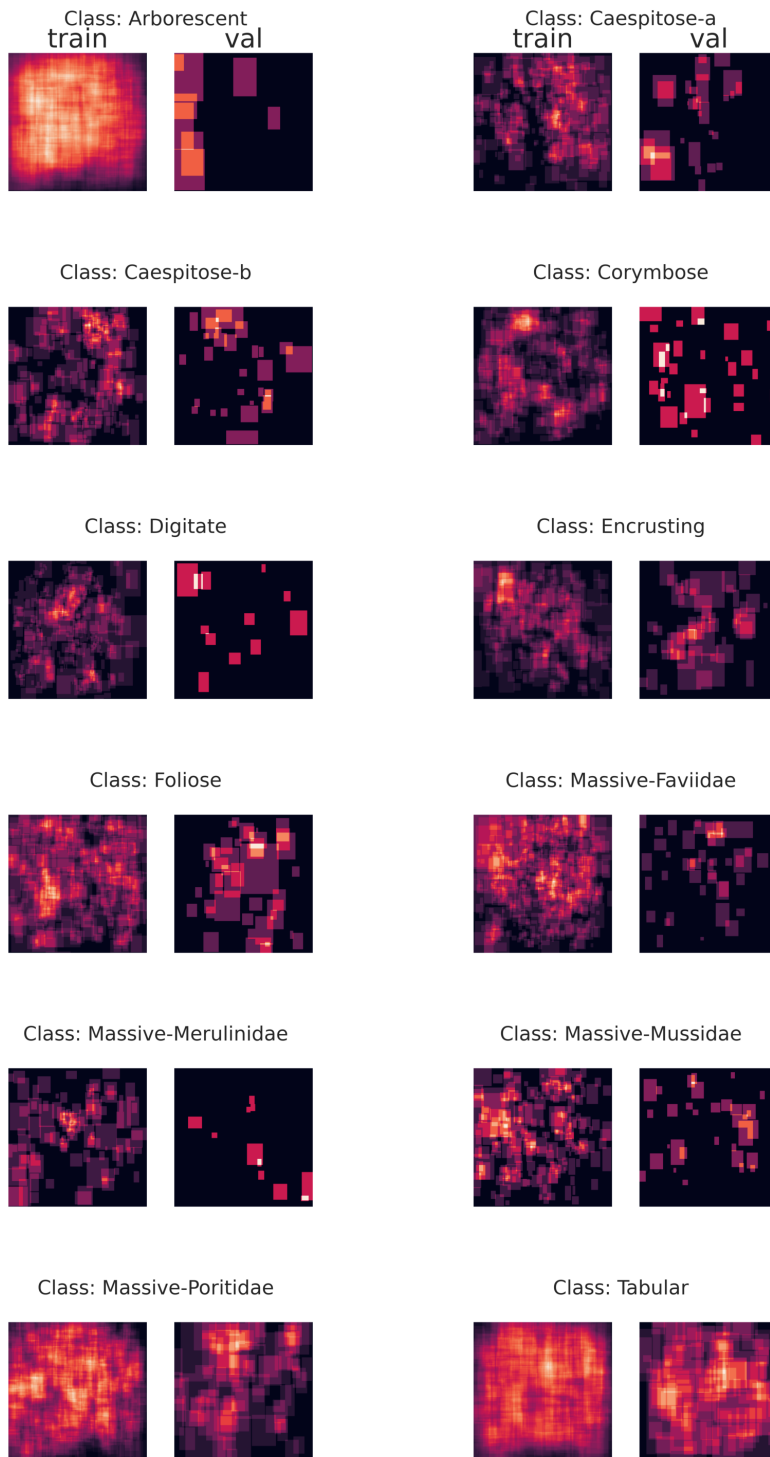 Class: Arborescent
train val
Class: Caespitose-a
train val
Class: Caespitose-b
Class: Corymbose
Class: Digitate
Class: Encrusting
Class: Foliose
Class: Massive-Faviidae
Class: Massive-Merulinidae
Class: Massive-Mussidae
Class: Massive-Poritidae
Class: Tabular